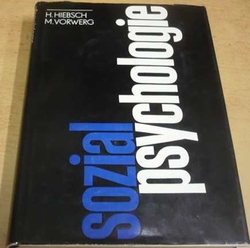 H. HIEBSCH
M. VORWERG
sozial
psychologie